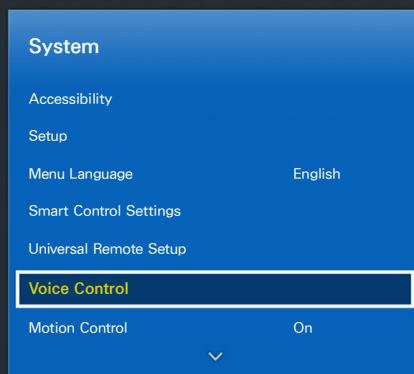 System
Accessibility
Setup
Menu Language English
Smart Control Settings
Universal Remote Setup
Voice Control
Motion Control On